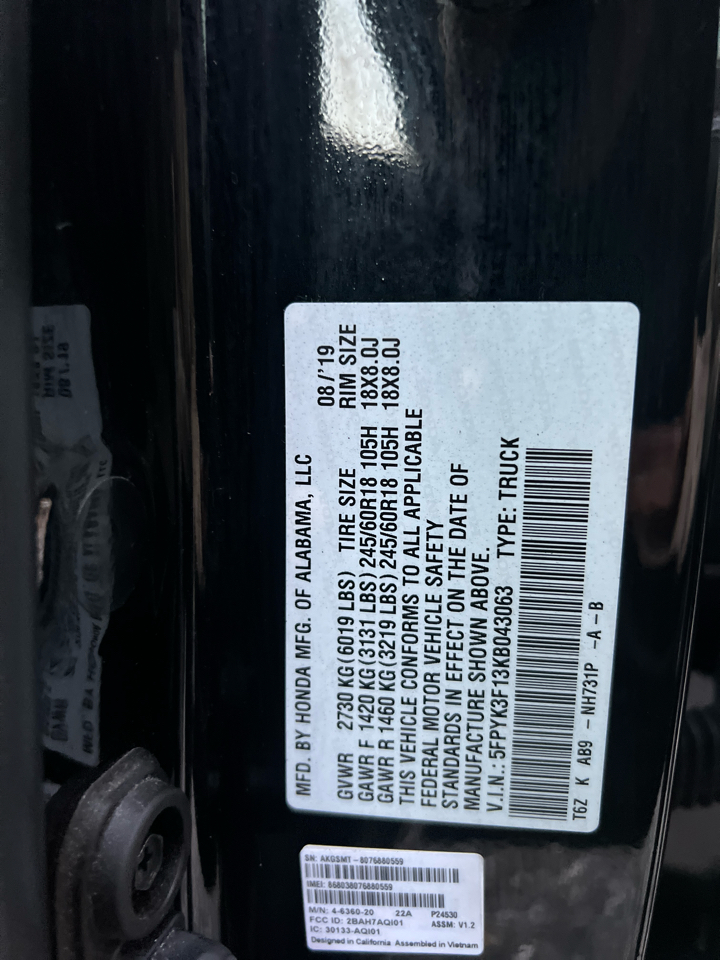 MFD. BY HONDA MFG. OF ALABAMA, LLC 08/'19
GVWR 2730 KG(6019 LBS) TIRE SIZE RIM SIZE
GAWR F 1420 KG(3131 LBS)245/60R18 105H 18X8.0J
GAWR R 1460 KG(3219 LBS)245/60R18 105H 18X8.0J
THIS VEHICLE CONFORMS TO ALL APPLICABLE
FEDERAL MOTOR VEHICLE SAFETY
STANDARDS IN EFFECT ON THE DATE OF
MANUFACTURE SHOWN ABOVE.
V.I.N.: 5FPYK3F13KB043063 TYPE: TRUCK
T6Z K AB9 -NH731P -A-B
SN: AKGSMT-8076880559
IMEI: 868038076880559
M/N: 4-6360-20 22A P24530
FCC ID: 2BAH7AQI01 ASSM: V1.2
IC: 30133-AQI01
Designed in California Assembled in Vietnam